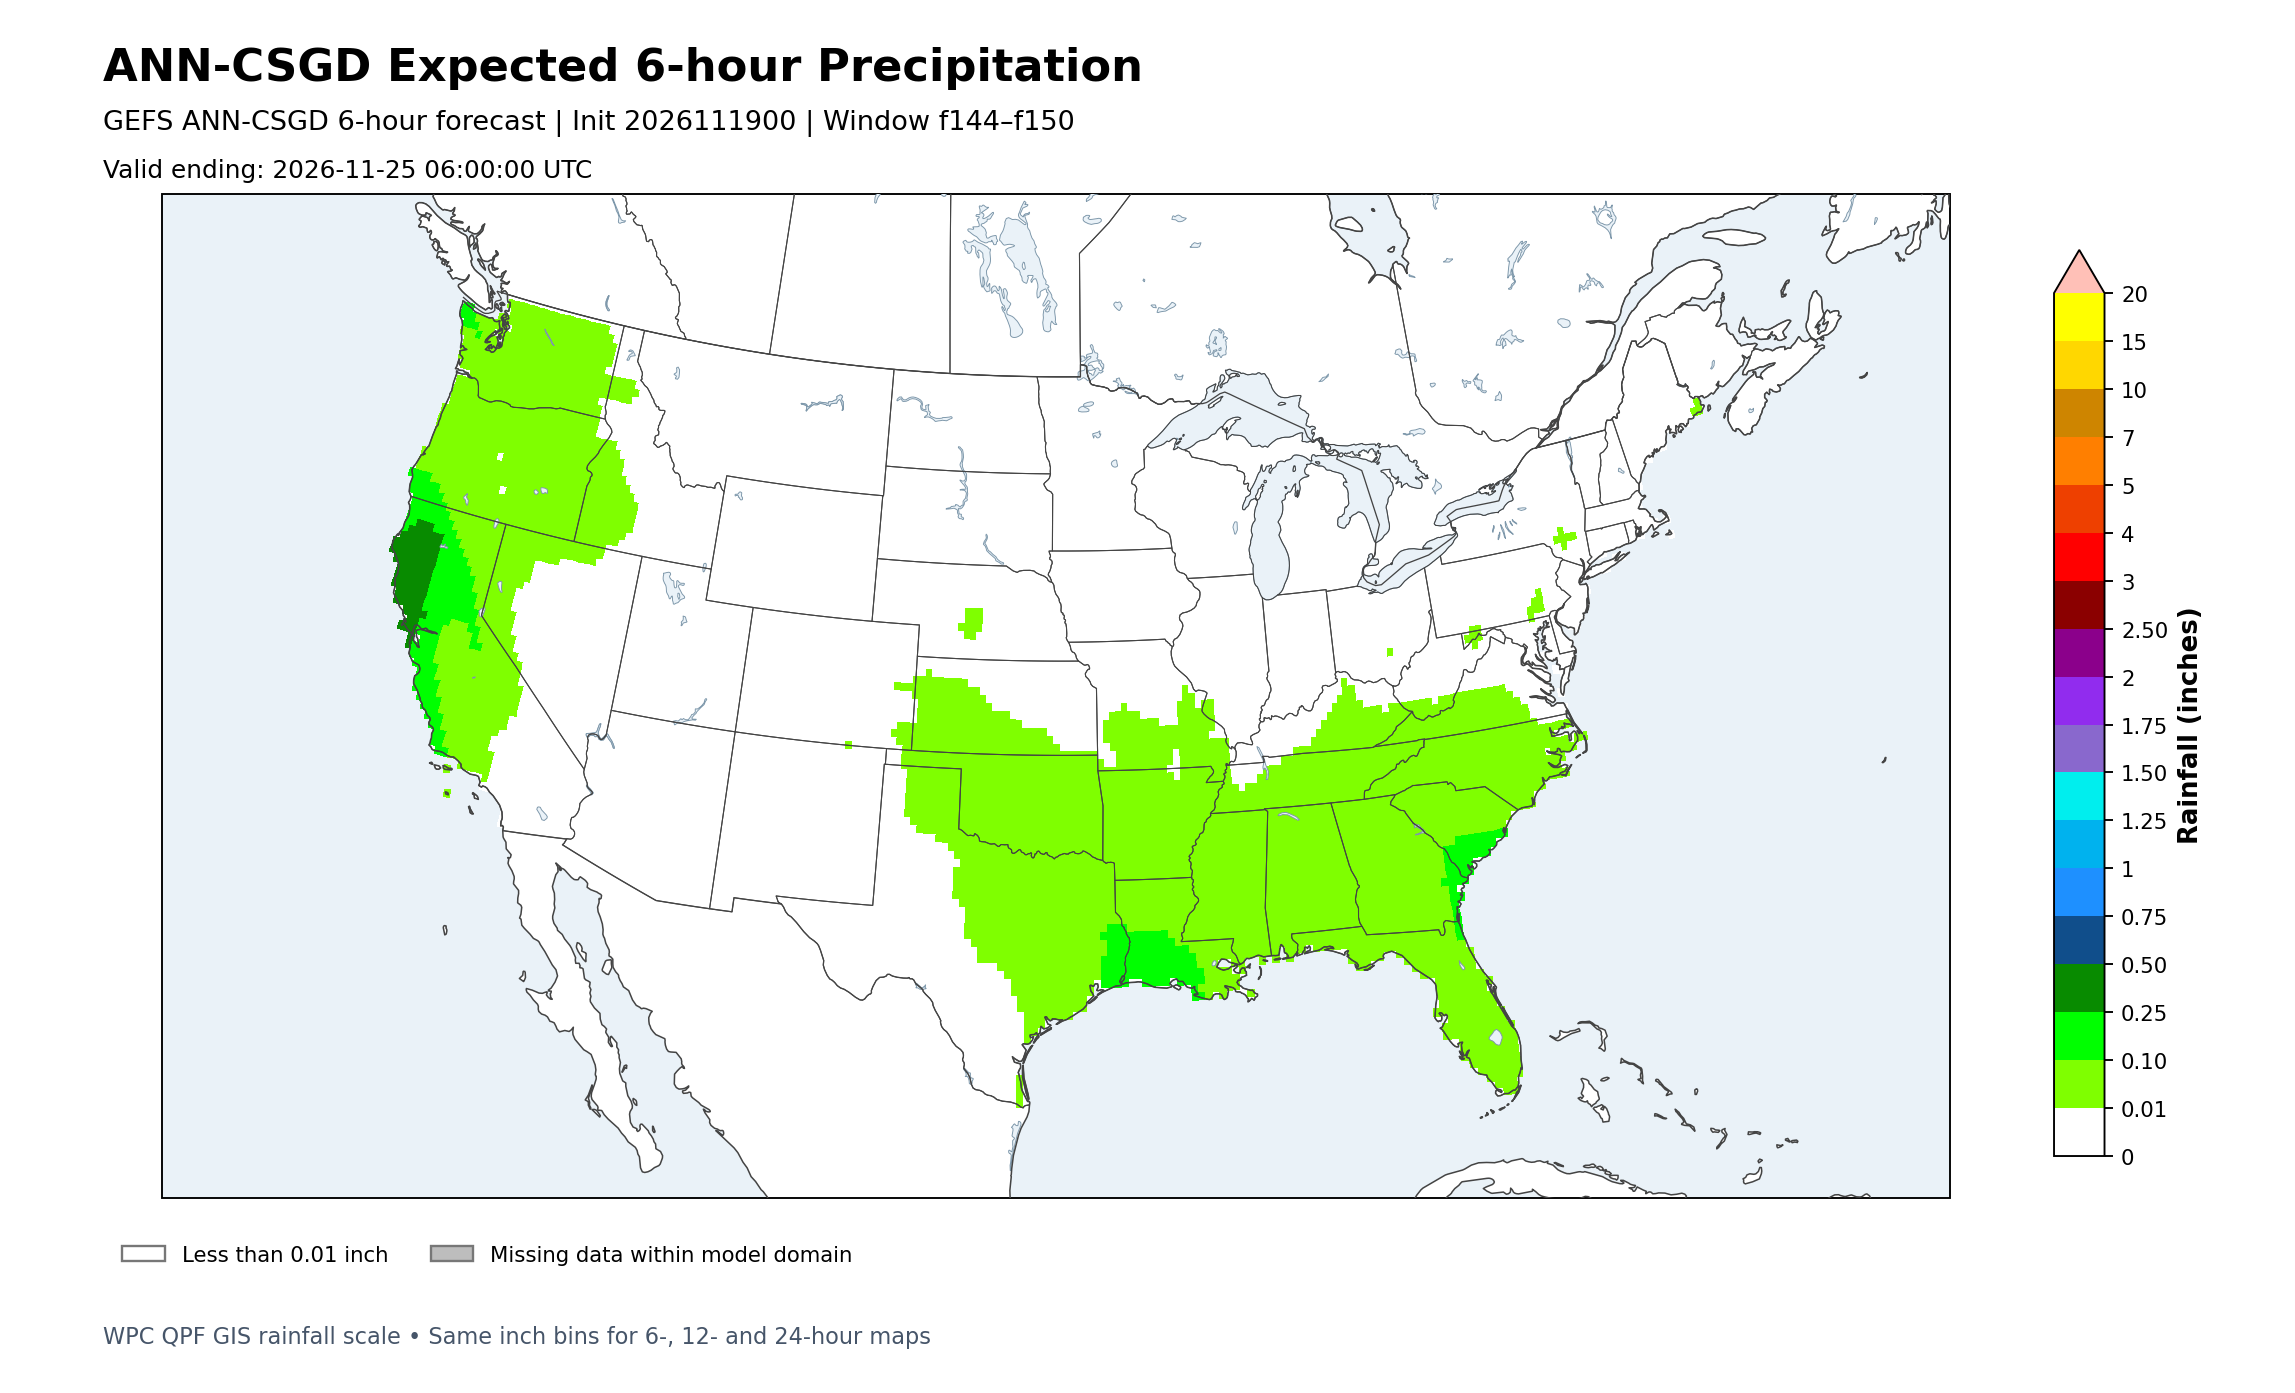 ANN-CSGD Expected 6-hour Precipitation
GEFS ANN-CSGD 6-hour forecast | Init 2026111900 | Window f144–f150
Valid ending: 2026-11-25 06:00:00 UTC
20
15
10
7
5
4
3
2.50
2
1.75
1.50
1.25
1
0.75
0.50
0.25
0.10
0.01
0
Rainfall (inches)
Less than 0.01 inch
Missing data within model domain
WPC QPF GIS rainfall scale • Same inch bins for 6-, 12- and 24-hour maps